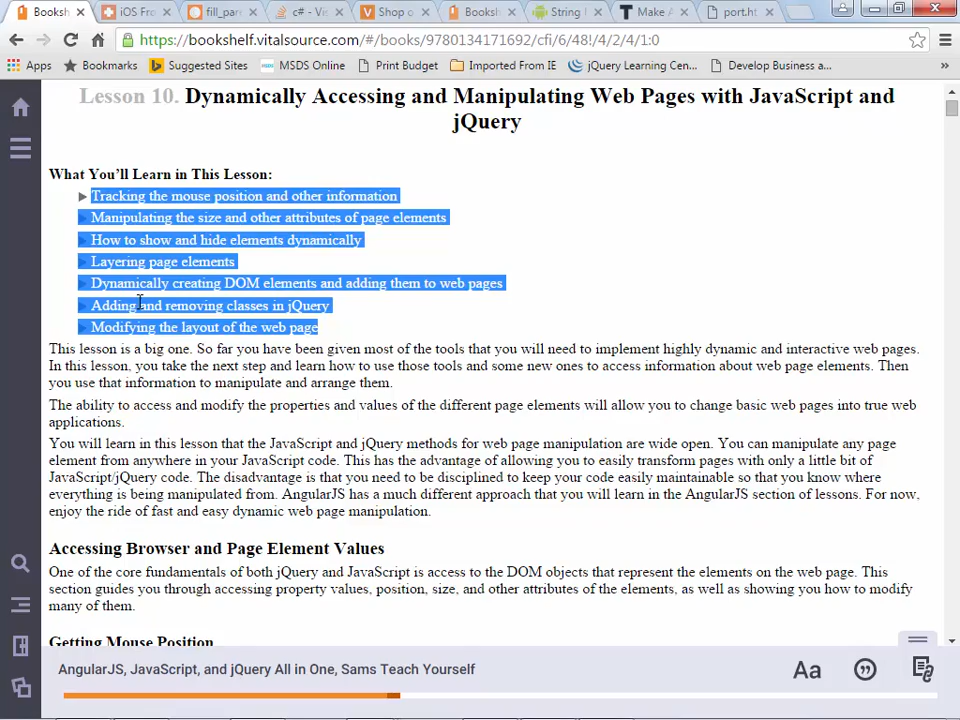 Booksh
iOS Fro
fill_par
c# - Vi
Shop o
Booksh
String
Make A
port.ht
https://bookshelf.vitalsource.com/#/books/9780134171692/cfi/6/48!/4/2/4/1:0
Apps Bookmarks Suggested Sites MSDS Online Print Budget Imported From IE jQuery Learning Cen... Develop Business a... »
Lesson 10. Dynamically Accessing and Manipulating Web Pages with JavaScript and
jQuery
What You’ll Learn in This Lesson:
Tracking the mouse position and other information
Manipulating the size and other attributes of page elements
How to show and hide elements dynamically
Layering page elements
Dynamically creating DOM elements and adding them to web pages
Adding and removing classes in jQuery
Modifying the layout of the web page
This lesson is a big one. So far you have been given most of the tools that you will need to implement highly dynamic and interactive web pages.
In this lesson, you take the next step and learn how to use those tools and some new ones to access information about web page elements. Then
you use that information to manipulate and arrange them.
The ability to access and modify the properties and values of the different page elements will allow you to change basic web pages into true web
applications.
You will learn in this lesson that the JavaScript and jQuery methods for web page manipulation are wide open. You can manipulate any page
element from anywhere in your JavaScript code. This has the advantage of allowing you to easily transform pages with only a little bit of
JavaScript/jQuery code. The disadvantage is that you need to be disciplined to keep your code easily maintainable so that you know where
everything is being manipulated from. AngularJS has a much different approach that you will learn in the AngularJS section of lessons. For now,
enjoy the ride of fast and easy dynamic web page manipulation.
Accessing Browser and Page Element Values
One of the core fundamentals of both jQuery and JavaScript is access to the DOM objects that represent the elements on the web page. This
section guides you through accessing property values, position, size, and other attributes of the elements, as well as showing you how to modify
many of them.
Getting Mouse Position
AngularJS, JavaScript, and jQuery All in One, Sams Teach Yourself
Aa